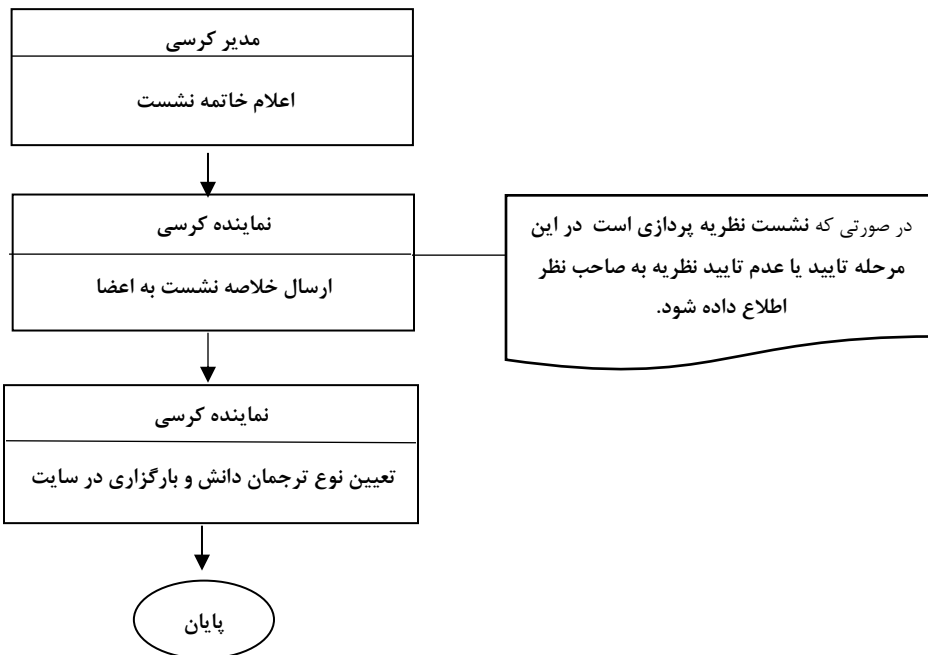 مدیر کرسی
اعلام خاتمه نشست
نماینده کرسی
ارسال خلاصه نشست به اعضا
در صورتی که نشست نظریه پردازی است در این
مرحله تایید یا عدم تایید نظریه به صاحب نظر
اطلاع داده شود.
نماینده کرسی
تعیین نوع ترجمان دانش و بارگزاری در سایت
پایان